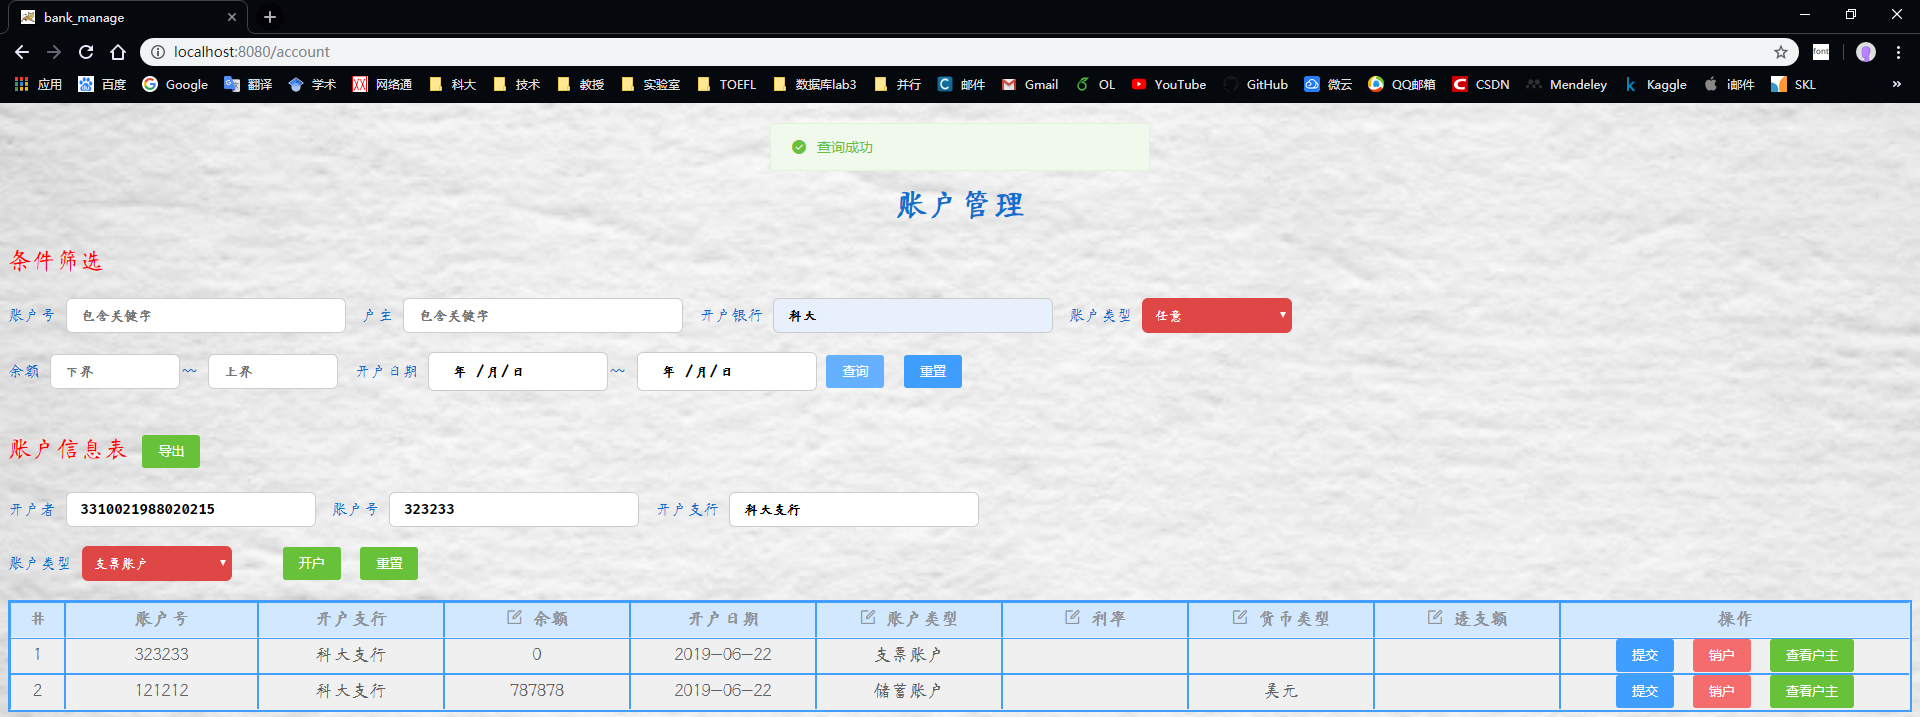 bank_manage
localhost:8080/account
font
应用 百度 Google 翻译 学术 网络通 科大 技术 教授 实验室 TOEFL 数据库lab3 并行 邮件 Gmail OL YouTube GitHub 微云 QQ邮箱 CSDN Mendeley Kaggle i邮件 SKL »
查询成功
账户管理
条件筛选
账户号 包含关键字 户主 包含关键字 开户银行 科大 账户类型 任意
余额 下界 ~ 上界 开户日期 年 /月/日 ~ 年 /月/日 查询 重置
账户信息表 导出
开户者 3310021988020215 账户号 323233 开户支行 科大支行
账户类型 支票账户 开户 重置
# 账户号 开户支行 余额 开户日期 账户类型 利率 货币类型 透支额 操作
1 323233 科大支行 0 2019-06-22 支票账户 提交 销户 查看户主
2 121212 科大支行 787878 2019-06-22 储蓄账户 美元 提交 销户 查看户主